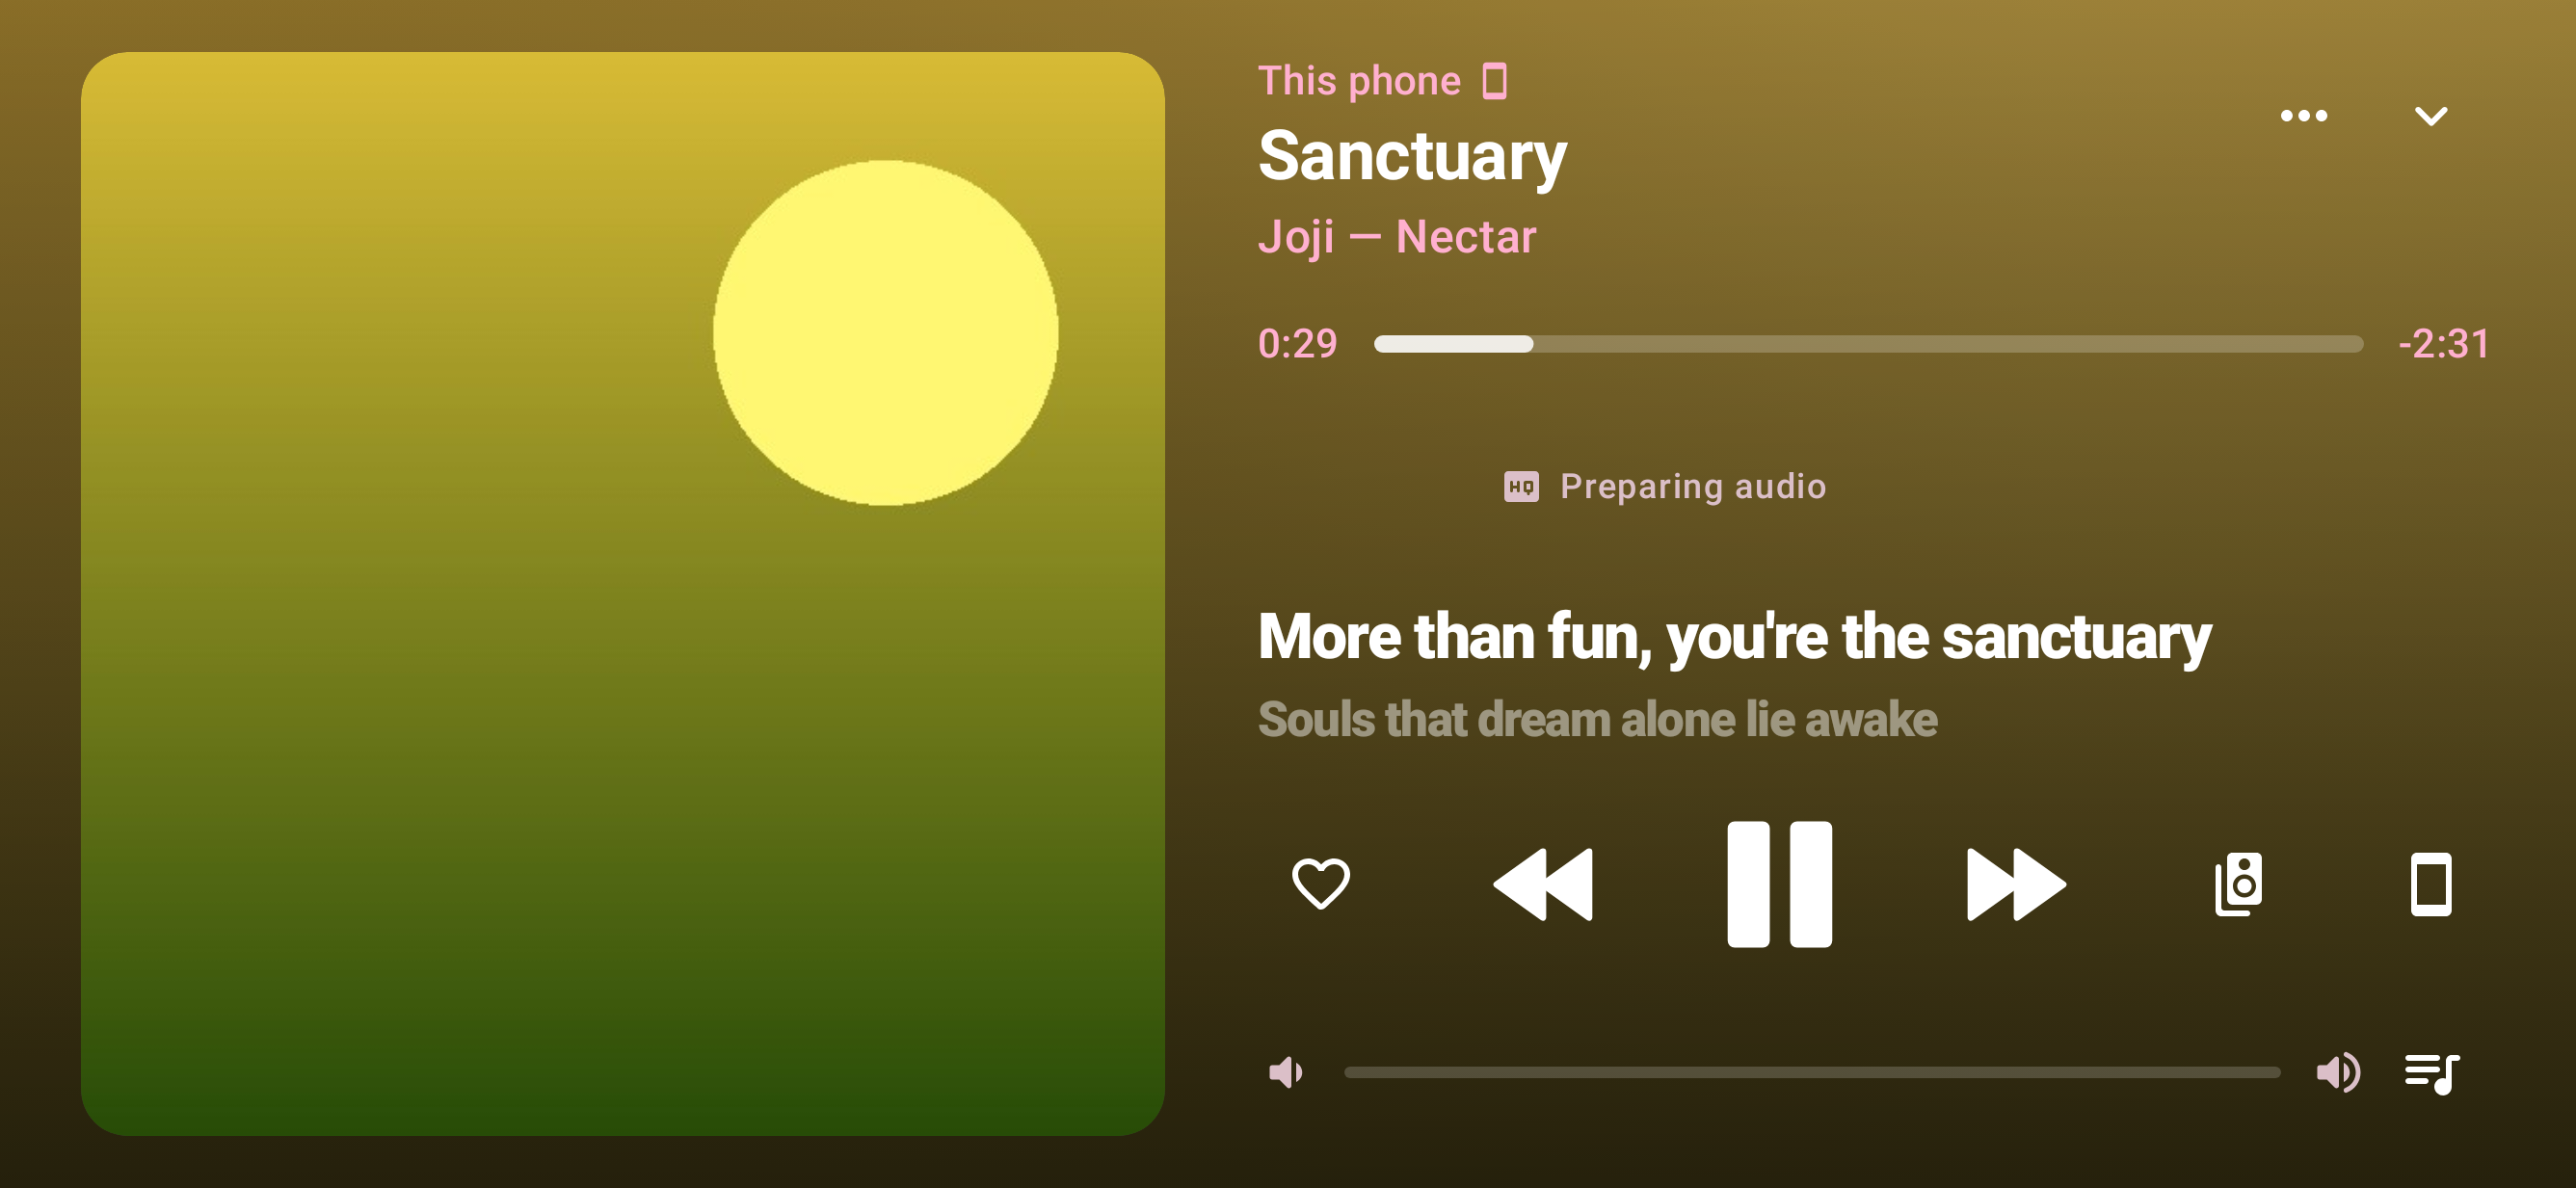 This phone
Sanctuary
Joji — Nectar
0:29
-2:31
HQ Preparing audio
More than fun, you're the sanctuary
Souls that dream alone lie awake